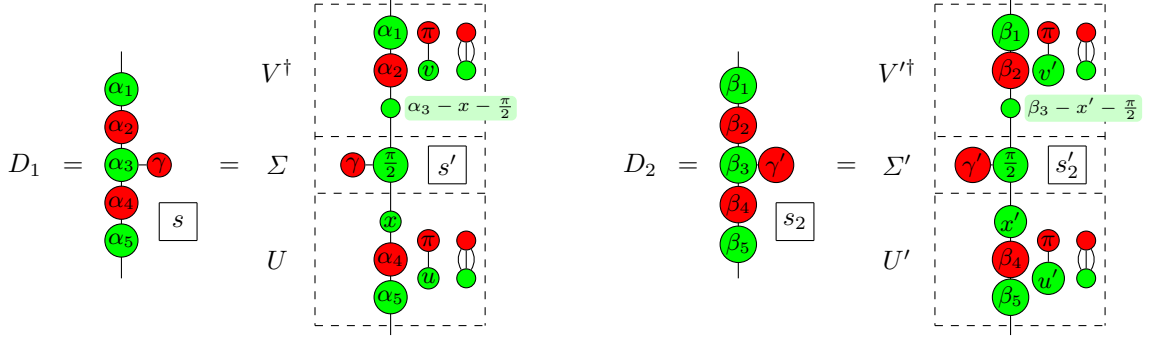 D₁ = α₁ α₂ α₃ γ α₄ α₅ s = V† α₁ α₂ π v α₃ − x − π/2
Σ γ π/2 s′
U x α₄ α₅ π u
D₂ = β₁ β₂ β₃ γ′ β₄ β₅ s₂ = V′† β₁ β₂ π v′ β₃ − x′ − π/2
Σ′ γ′ π/2 s′₂
U′ x′ β₄ β₅ π u′